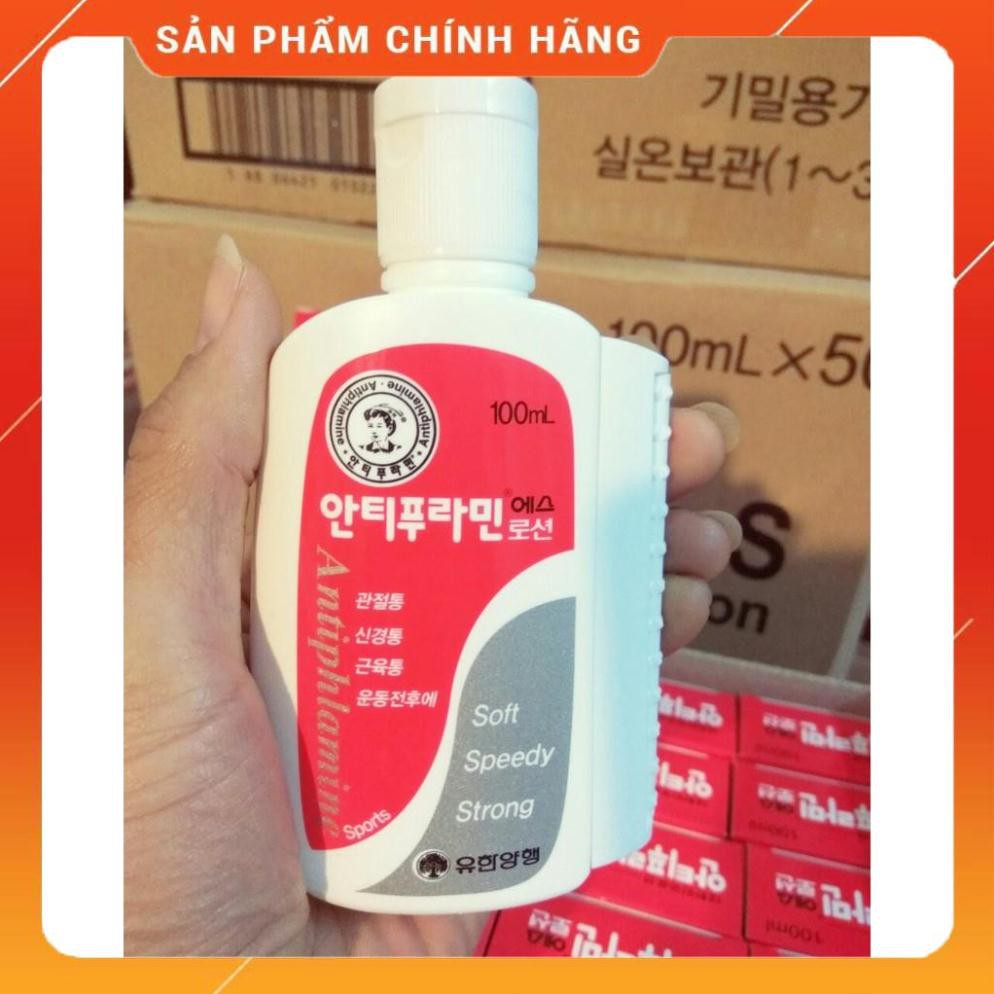 SẢN PHẨM CHÍNH HÃNG
기밀용기
실온보관(1~3
100mL×50
S
on
Antiphlamine · Antiphlamine
안티푸라민
100mL
안티푸라민® 에스
로션
Antiphlamine
Sports
관절통
신경통
근육통
운동전후에
Soft
Speedy
Strong
유한양행